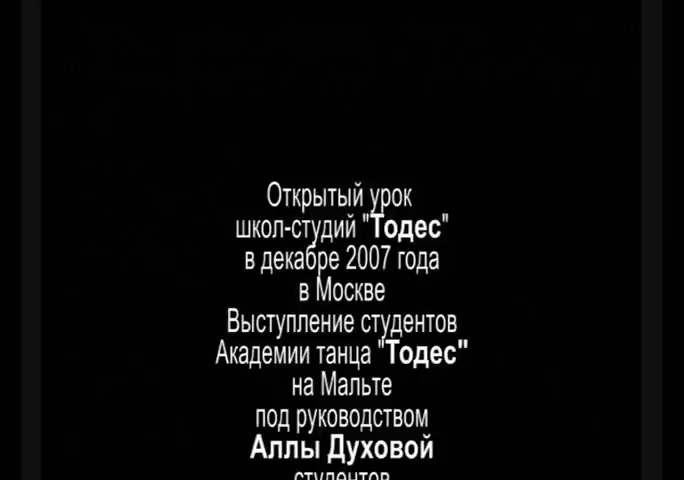 Открытый урок
школ-студий "Тодес"
в декабре 2007 года
в Москве
Выступление студентов
Академии танца "Тодес"
на Мальте
под руководством
Аллы Духовой
студентов